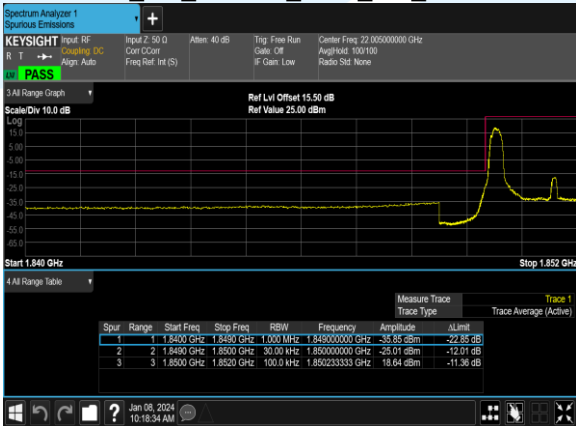 Spectrum Analyzer 1
Spurious Emissions
+
KEYSIGHT Input: RF Input Z: 50 Ω Atten: 40 dB Trig: Free Run Center Freq: 22.005000000 GHz
R T Coupling: DC Corr CCorr Gate: Off Avg|Hold: 100/100
Align: Auto Freq Ref: Int (S) IF Gain: Low Radio Std: None
LXI PASS
3 All Range Graph Ref Lvl Offset 15.50 dB
Scale/Div 10.0 dB Ref Value 25.00 dBm
Log
15.0
5.00
-5.00
-15.0
-25.0
-35.0
-45.0
-55.0
-65.0
Start 1.840 GHz Stop 1.852 GHz
4 All Range Table
Measure Trace Trace 1
Trace Type Trace Average (Active)
Spur Range Start Freq Stop Freq RBW Frequency Amplitude ΔLimit
1 1 1.8400 GHz 1.8490 GHz 1.000 MHz 1.849000000 GHz -35.85 dBm -22.85 dB
2 2 1.8490 GHz 1.8500 GHz 30.00 kHz 1.850000000 GHz -25.01 dBm -12.01 dB
3 3 1.8500 GHz 1.8520 GHz 100.0 kHz 1.850233333 GHz 18.64 dBm -11.36 dB
? Jan 08, 2024
10:18:34 AM